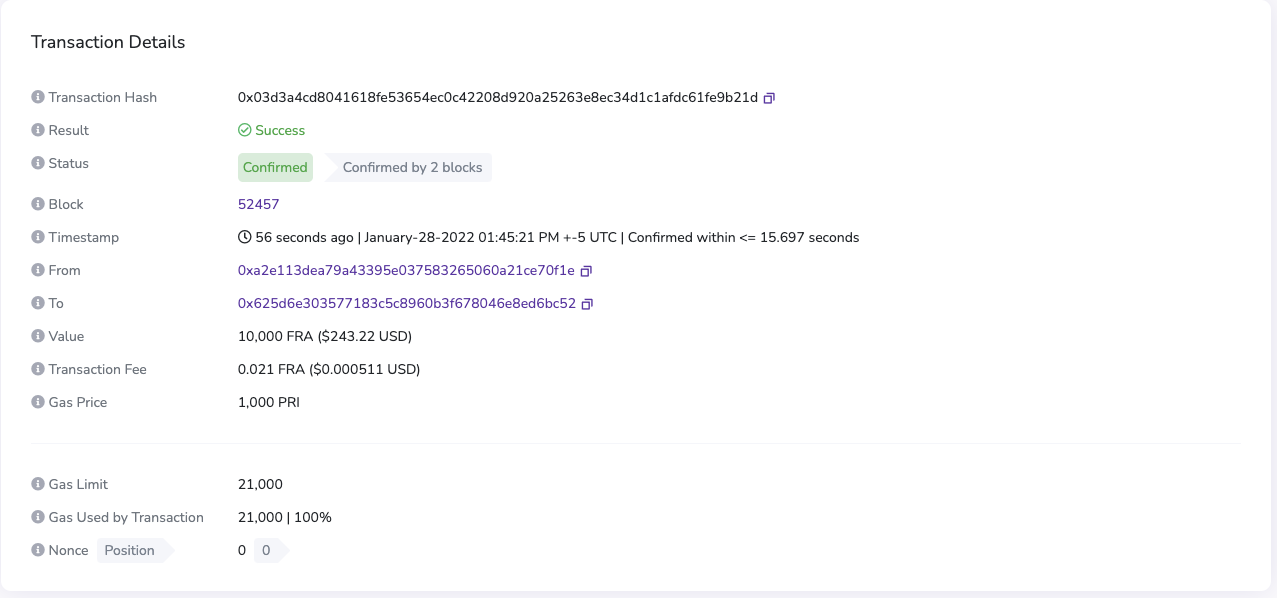 Transaction Details
Transaction Hash 0x03d3a4cd8041618fe53654ec0c42208d920a25263e8ec34d1c1afdc61fe9b21d
Result Success
Status Confirmed Confirmed by 2 blocks
Block 52457
Timestamp 56 seconds ago | January-28-2022 01:45:21 PM +-5 UTC | Confirmed within <= 15.697 seconds
From 0xa2e113dea79a43395e037583265060a21ce70f1e
To 0x625d6e303577183c5c8960b3f678046e8ed6bc52
Value 10,000 FRA ($243.22 USD)
Transaction Fee 0.021 FRA ($0.000511 USD)
Gas Price 1,000 PRI
Gas Limit 21,000
Gas Used by Transaction 21,000 | 100%
Nonce Position 0 0